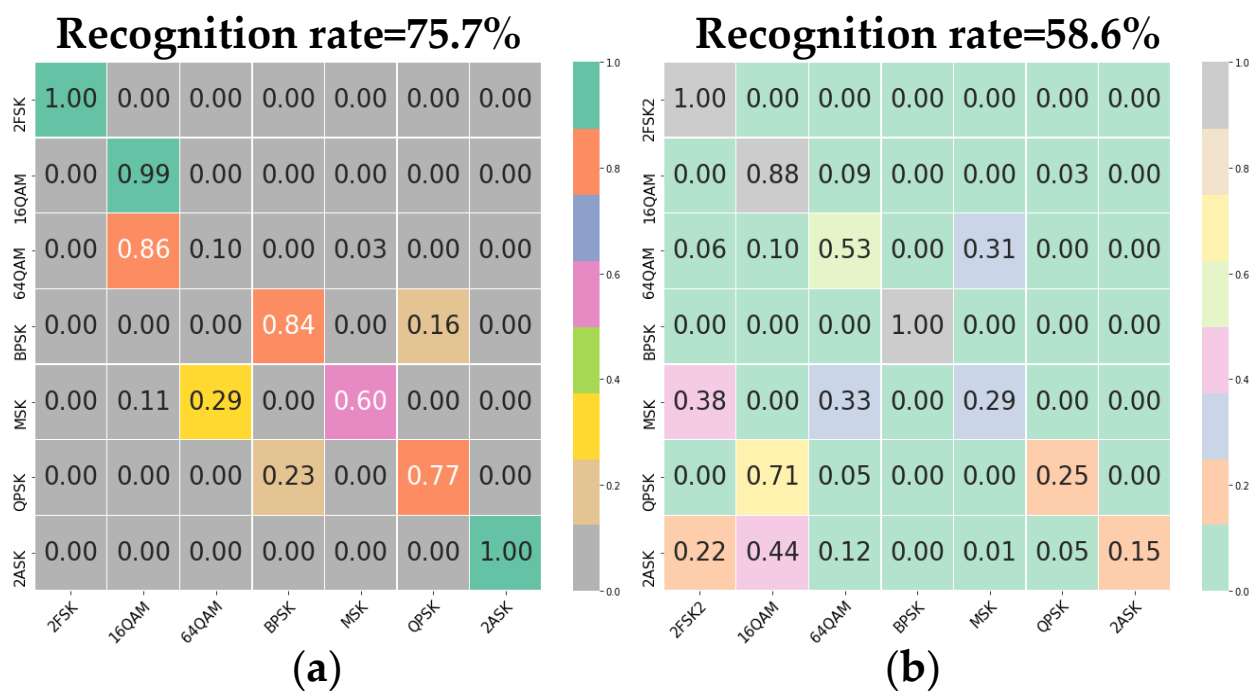 Recognition rate=75.7%
2FSK 1.00 0.00 0.00 0.00 0.00 0.00 0.00
16QAM 0.00 0.99 0.00 0.00 0.00 0.00 0.00
64QAM 0.00 0.86 0.10 0.00 0.03 0.00 0.00
BPSK 0.00 0.00 0.00 0.84 0.00 0.16 0.00
MSK 0.00 0.11 0.29 0.00 0.60 0.00 0.00
QPSK 0.00 0.00 0.00 0.23 0.00 0.77 0.00
2ASK 0.00 0.00 0.00 0.00 0.00 0.00 1.00
2FSK 16QAM 64QAM BPSK MSK QPSK 2ASK
1.0
0.8
0.6
0.4
0.2
0.0
(a)
Recognition rate=58.6%
2FSK2 1.00 0.00 0.00 0.00 0.00 0.00 0.00
16QAM 0.00 0.88 0.09 0.00 0.00 0.03 0.00
64QAM 0.06 0.10 0.53 0.00 0.31 0.00 0.00
BPSK 0.00 0.00 0.00 1.00 0.00 0.00 0.00
MSK 0.38 0.00 0.33 0.00 0.29 0.00 0.00
QPSK 0.00 0.71 0.05 0.00 0.00 0.25 0.00
2ASK 0.22 0.44 0.12 0.00 0.01 0.05 0.15
2FSK2 16QAM 64QAM BPSK MSK QPSK 2ASK
1.0
0.8
0.6
0.4
0.2
0.0
(b)